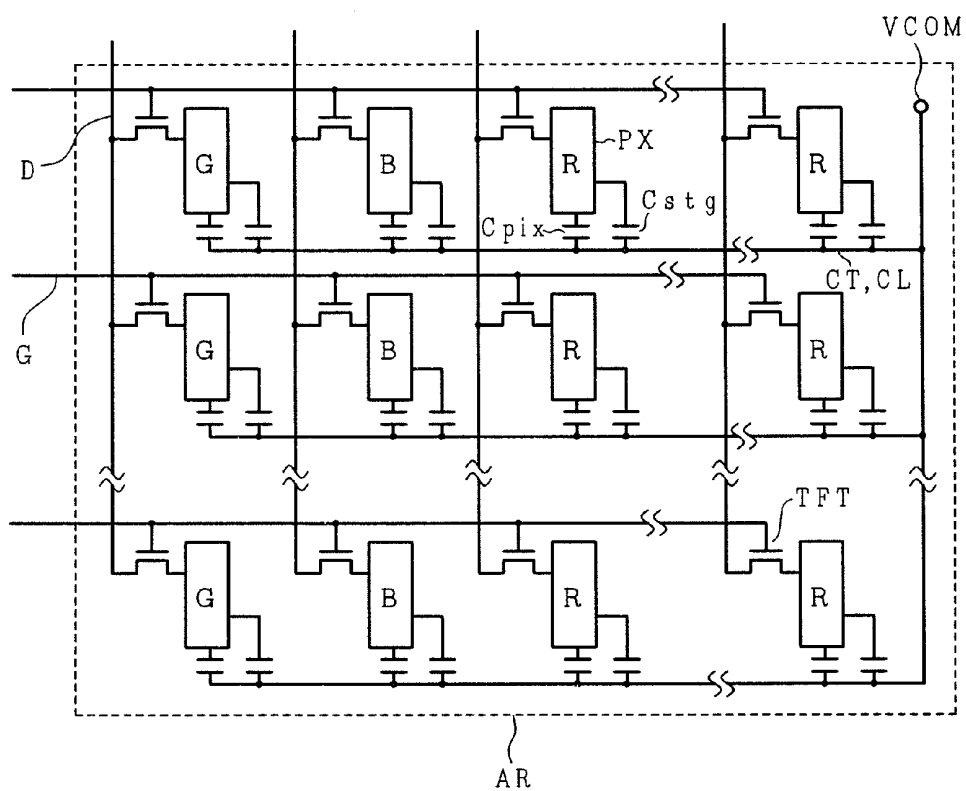 VCOM
D
G B R PX R
Cpix Cstg
CT,CL
G
G B R R
TFT
G B R R
AR